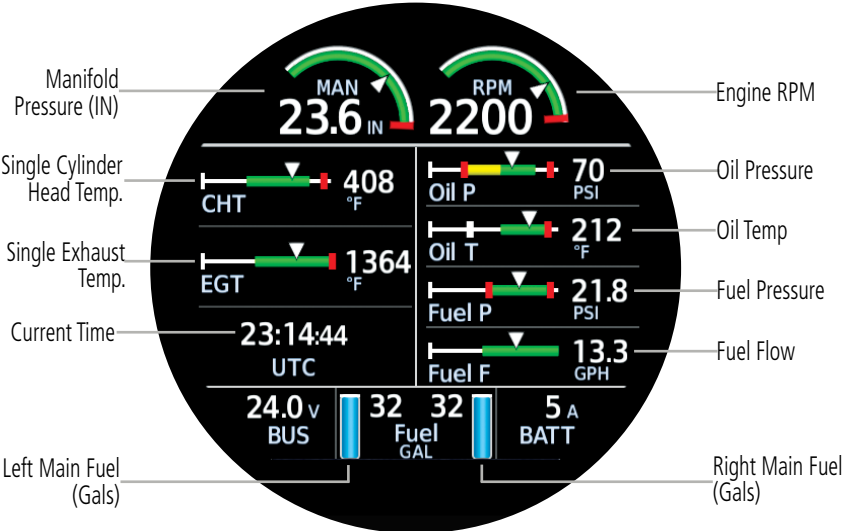 MAN
23.6 IN
RPM
2200
Manifold
Pressure (IN)
Engine RPM
Single Cylinder
Head Temp.
CHT
408
°F
Oil P
70
PSI
Oil Pressure
Oil T
212
°F
Oil Temp
Single Exhaust
Temp.
EGT
1364
°F
Fuel P
21.8
PSI
Fuel Pressure
Current Time
23:14:44
UTC
Fuel F
13.3
GPH
Fuel Flow
24.0 V
BUS
32 32
Fuel
GAL
5 A
BATT
Left Main Fuel
(Gals)
Right Main Fuel
(Gals)